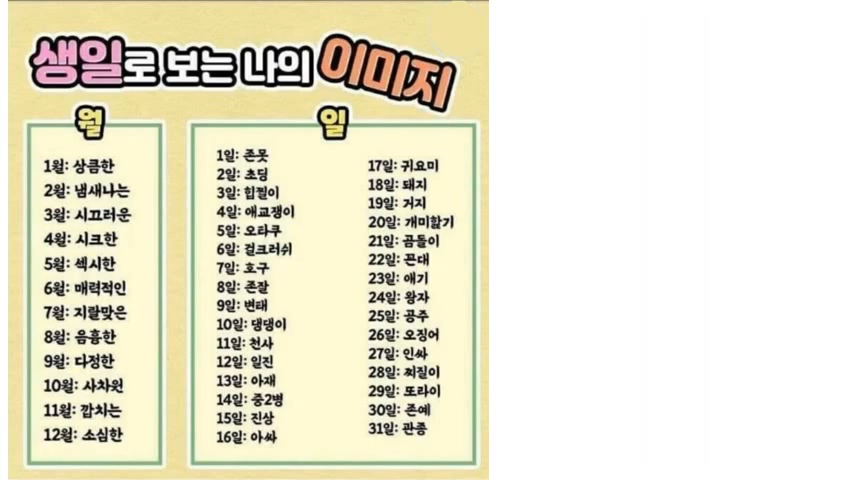 생일로 보는 나의 이미지
월
1월: 상큼한
2월: 냄새나는
3월: 시끄러운
4월: 시크한
5월: 섹시한
6월: 매력적인
7월: 지랄맞은
8월: 음흉한
9월: 다정한
10월: 사차원
11월: 깝치는
12월: 소심한
일
1일: 존못
2일: 초딩
3일: 힙찔이
4일: 애교쟁이
5일: 오타쿠
6일: 걸크러쉬
7일: 호구
8일: 존잘
9일: 변태
10일: 댕댕이
11일: 천사
12일: 일진
13일: 아재
14일: 중2병
15일: 진상
16일: 아싸
17일: 귀요미
18일: 돼지
19일: 거지
20일: 개미핥기
21일: 곰돌이
22일: 꼰대
23일: 애기
24일: 왕자
25일: 공주
26일: 오징어
27일: 인싸
28일: 찌질이
29일: 또라이
30일: 존예
31일: 관종